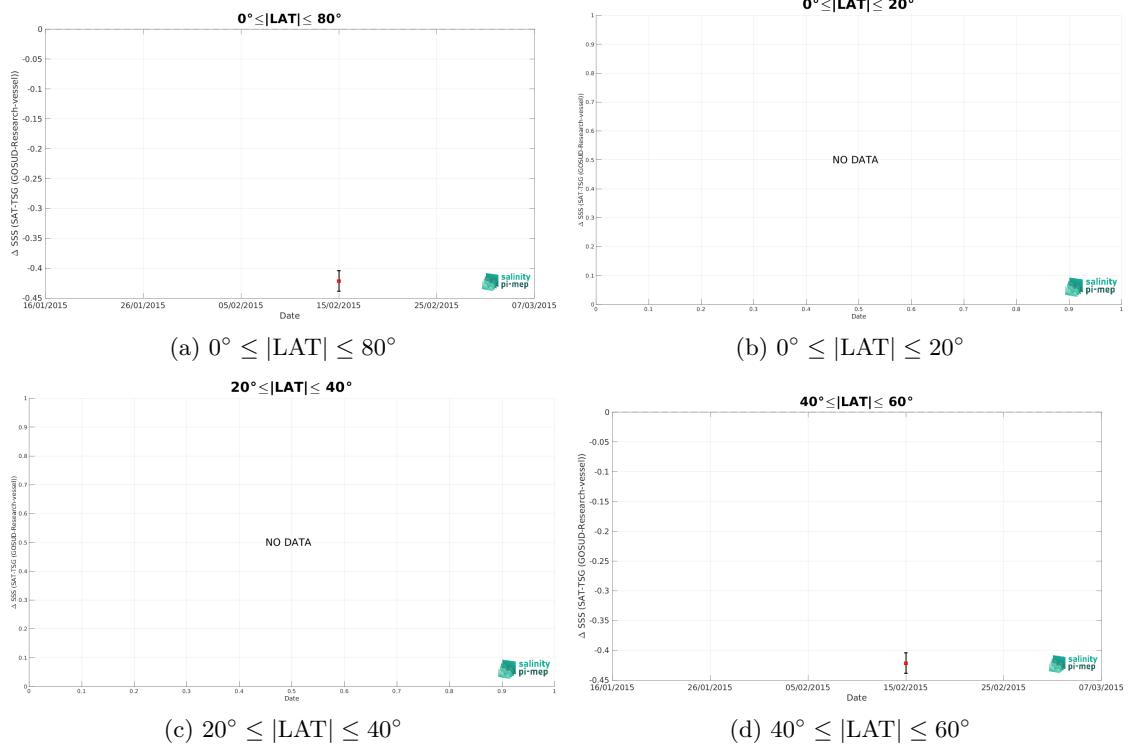 0°≤|LAT|≤ 80°
0
-0.05
-0.1
-0.15
-0.2
-0.25
-0.3
-0.35
-0.4
-0.45
Δ SSS (SAT-TSG (GOSUD-Research-vessel))
16/01/2015 26/01/2015 05/02/2015 15/02/2015 25/02/2015 07/03/2015
Date
salinity
pi-mep
(a) 0° ≤ |LAT| ≤ 80°
0°≤|LAT|≤ 20°
1
0.9
0.8
0.7
0.6
0.5
0.4
0.3
0.2
0.1
0
Δ SSS (SAT-TSG (GOSUD-Research-vessel))
NO DATA
0 0.1 0.2 0.3 0.4 0.5 0.6 0.7 0.8 0.9 1
Date
salinity
pi-mep
(b) 0° ≤ |LAT| ≤ 20°
20°≤|LAT|≤ 40°
1
0.9
0.8
0.7
0.6
0.5
0.4
0.3
0.2
0.1
0
Δ SSS (SAT-TSG (GOSUD-Research-vessel))
NO DATA
0 0.1 0.2 0.3 0.4 0.5 0.6 0.7 0.8 0.9 1
Date
salinity
pi-mep
(c) 20° ≤ |LAT| ≤ 40°
40°≤|LAT|≤ 60°
0
-0.05
-0.1
-0.15
-0.2
-0.25
-0.3
-0.35
-0.4
-0.45
Δ SSS (SAT-TSG (GOSUD-Research-vessel))
16/01/2015 26/01/2015 05/02/2015 15/02/2015 25/02/2015 07/03/2015
Date
salinity
pi-mep
(d) 40° ≤ |LAT| ≤ 60°